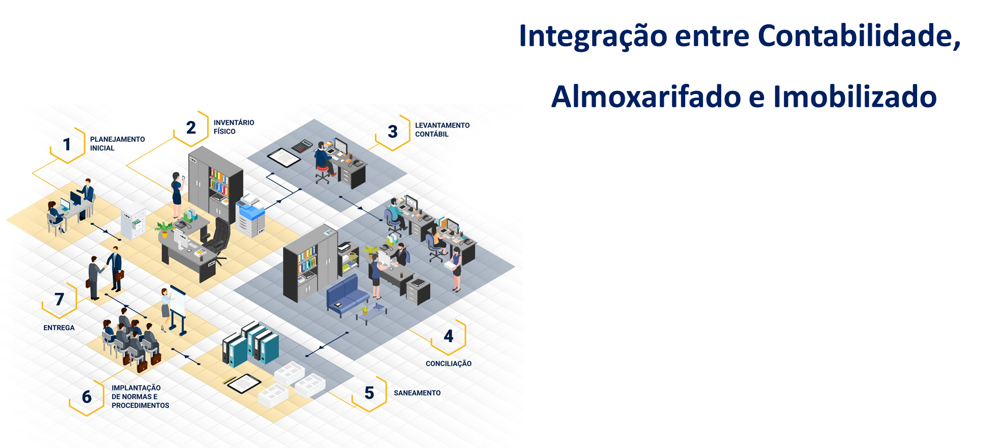 Integração entre Contabilidade,
Almoxarifado e Imobilizado
1
PLANEJAMENTO
INICIAL
2
INVENTÁRIO
FÍSICO
3
LEVANTAMENTO
CONTÁBIL
4
CONCILIAÇÃO
5
SANEAMENTO
6
IMPLANTAÇÃO
DE NORMAS E
PROCEDIMENTOS
7
ENTREGA